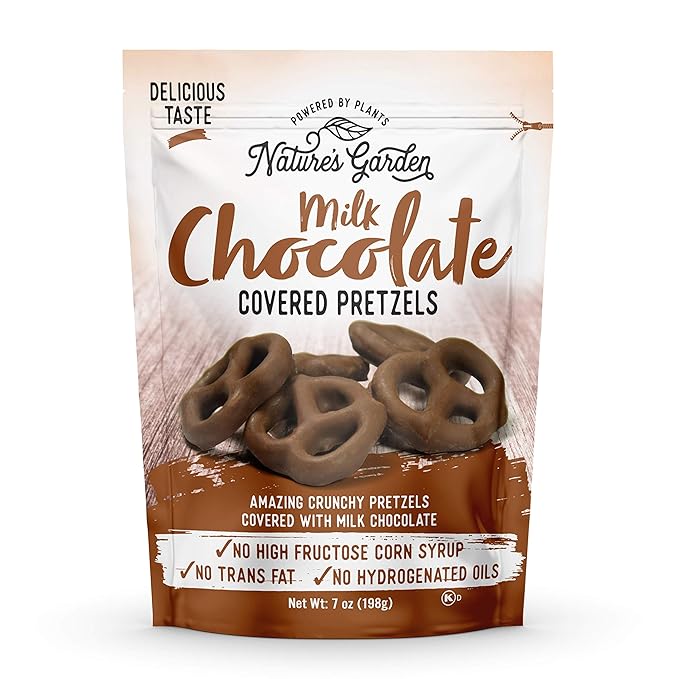 DELICIOUS
TASTE
POWERED BY PLANTS
Nature's Garden
Milk
Chocolate
COVERED PRETZELS
AMAZING CRUNCHY PRETZELS
COVERED WITH MILK CHOCOLATE
✓NO HIGH FRUCTOSE CORN SYRUP
✓NO TRANS FAT ✓NO HYDROGENATED OILS
Net Wt: 7 oz (198g)
K D